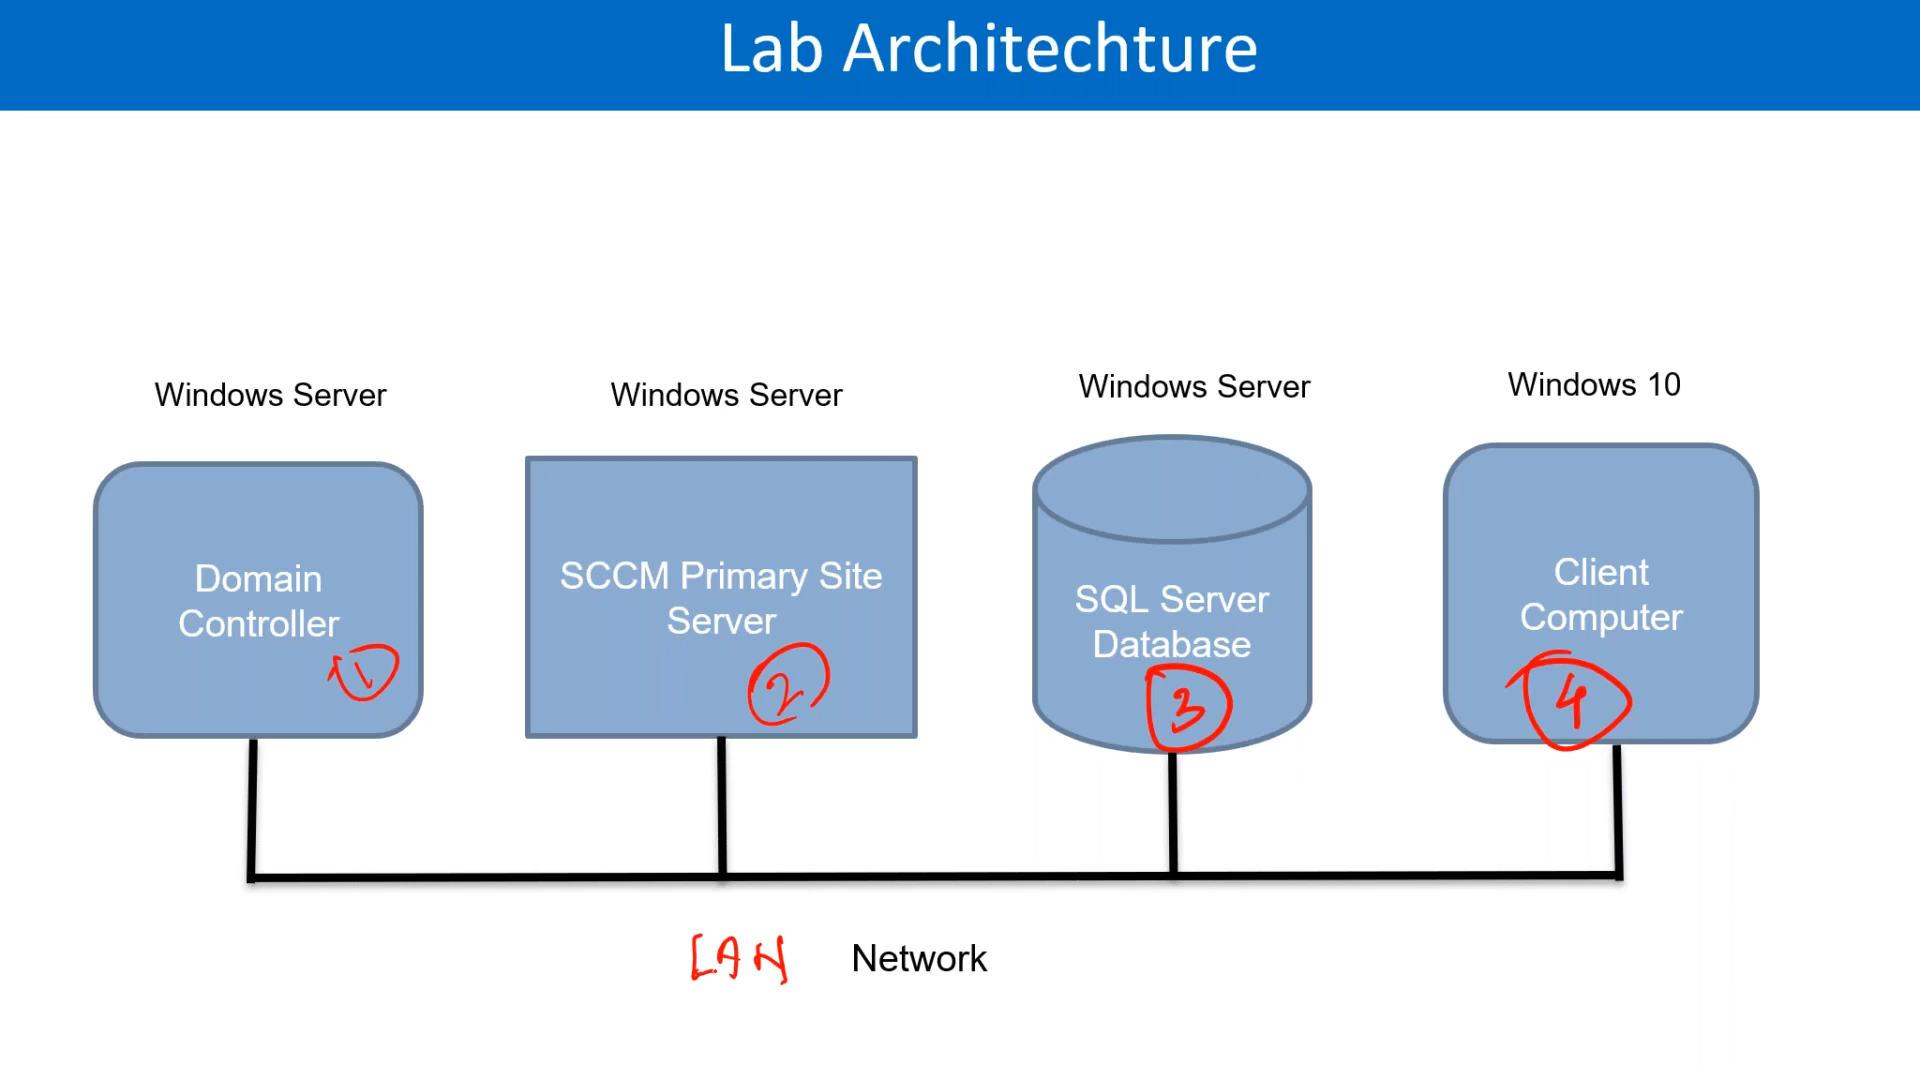 Lab Architechture
Windows Server
Windows Server
Windows Server
Windows 10
Domain
Controller
1
SCCM Primary Site
Server
2
SQL Server
Database
3
Client
Computer
4
LAN Network